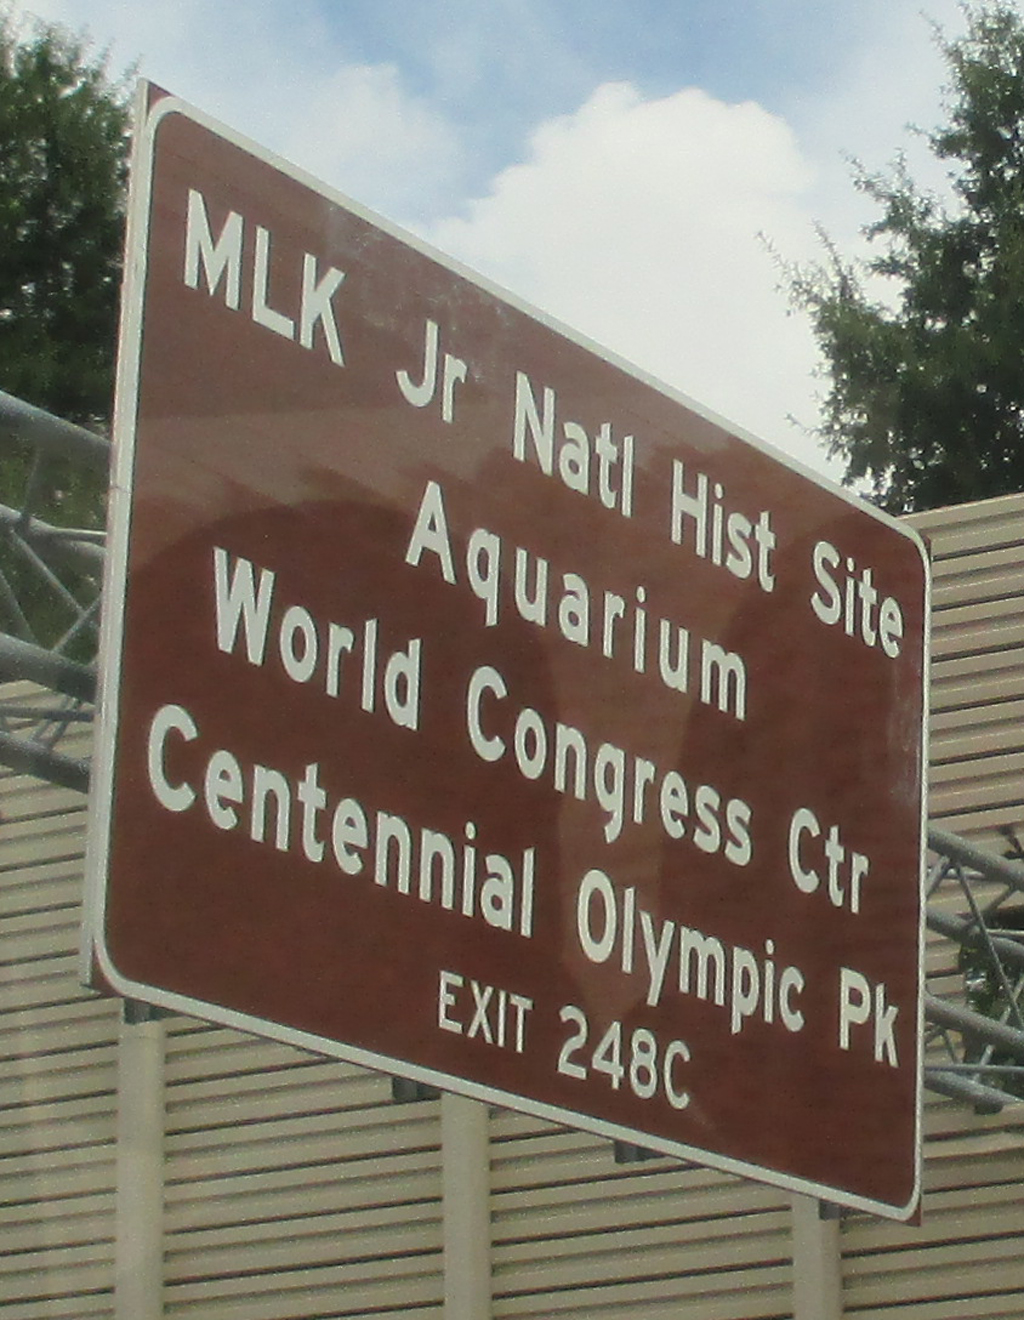 MLK Jr Natl Hist Site
Aquarium
World Congress Ctr
Centennial Olympic Pk
EXIT 248C